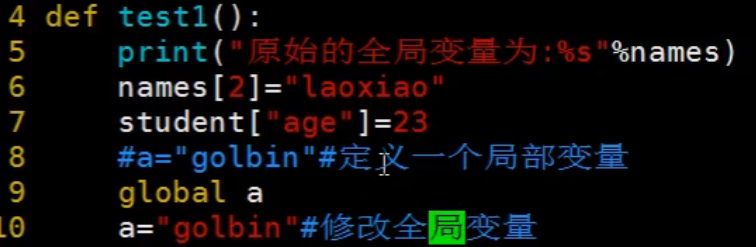 4 def test1():
5     print("原始的全局变量为:%s"%names)
6     names[2]="laoxiao"
7     student["age"]=23
8     #a="golbin"#定义一个局部变量
9     global a
10     a="golbin"#修改全局变量